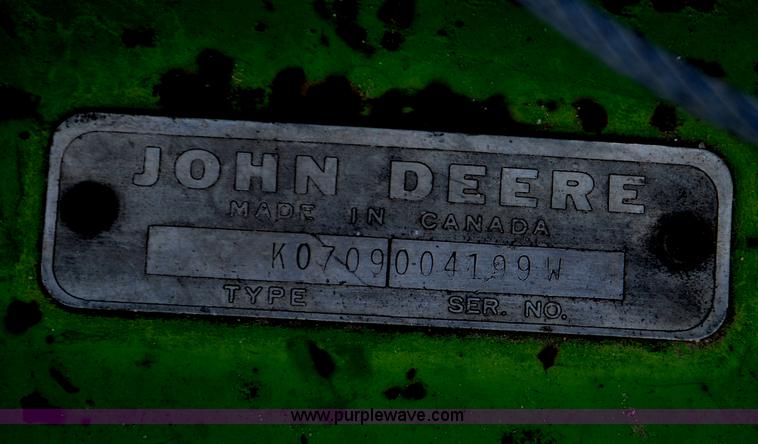 JOHN DEERE
MADE IN CANADA
K0709 004199W
TYPE SER. NO.
www.purplewave.com